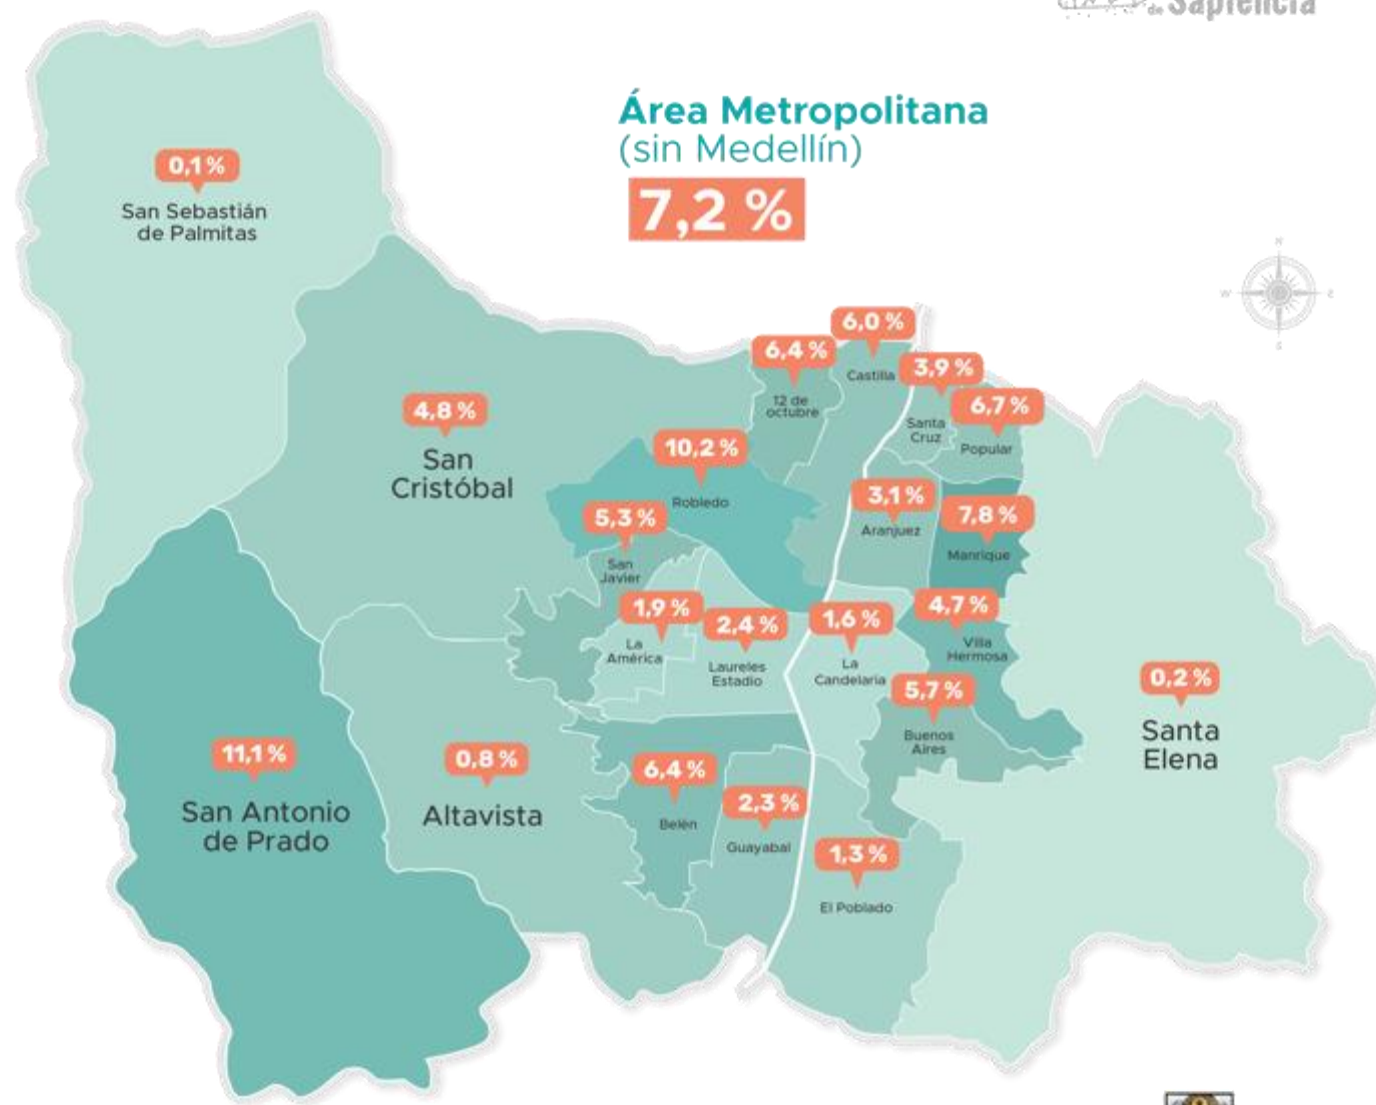 de Sapiencia
Área Metropolitana
(sin Medellín)
7,2 %
0,1 %
San Sebastián
de Palmitas
N
W
E
S
6,0 %
Castilla
6,4 %
12 de
octubre
3,9 %
Santa
Cruz
6,7 %
Popular
4,8 %
San
Cristóbal
10,2 %
Robledo
3,1 %
Aranjuez
7,8 %
Manrique
5,3 %
San
Javier
1,9 %
La
América
2,4 %
Laureles
Estadio
1,6 %
La
Candelaria
4,7 %
Villa
Hermosa
5,7 %
Buenos
Aires
0,2 %
Santa
Elena
11,1 %
San Antonio
de Prado
0,8 %
Altavista
6,4 %
Belén
2,3 %
Guayabal
1,3 %
El Poblado